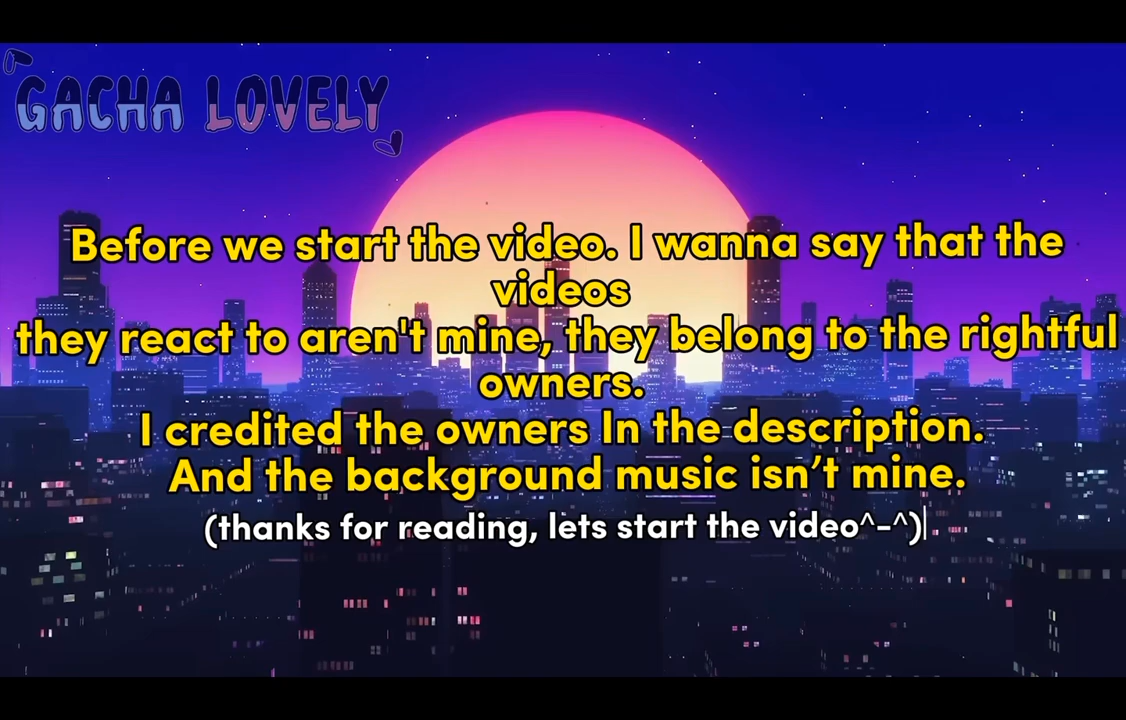 GACHA LOVELY
Before we start the video. I wanna say that the
videos
they react to aren't mine, they belong to the rightful
owners.
I credited the owners In the description.
And the background music isn’t mine.
(thanks for reading, lets start the video^-^)